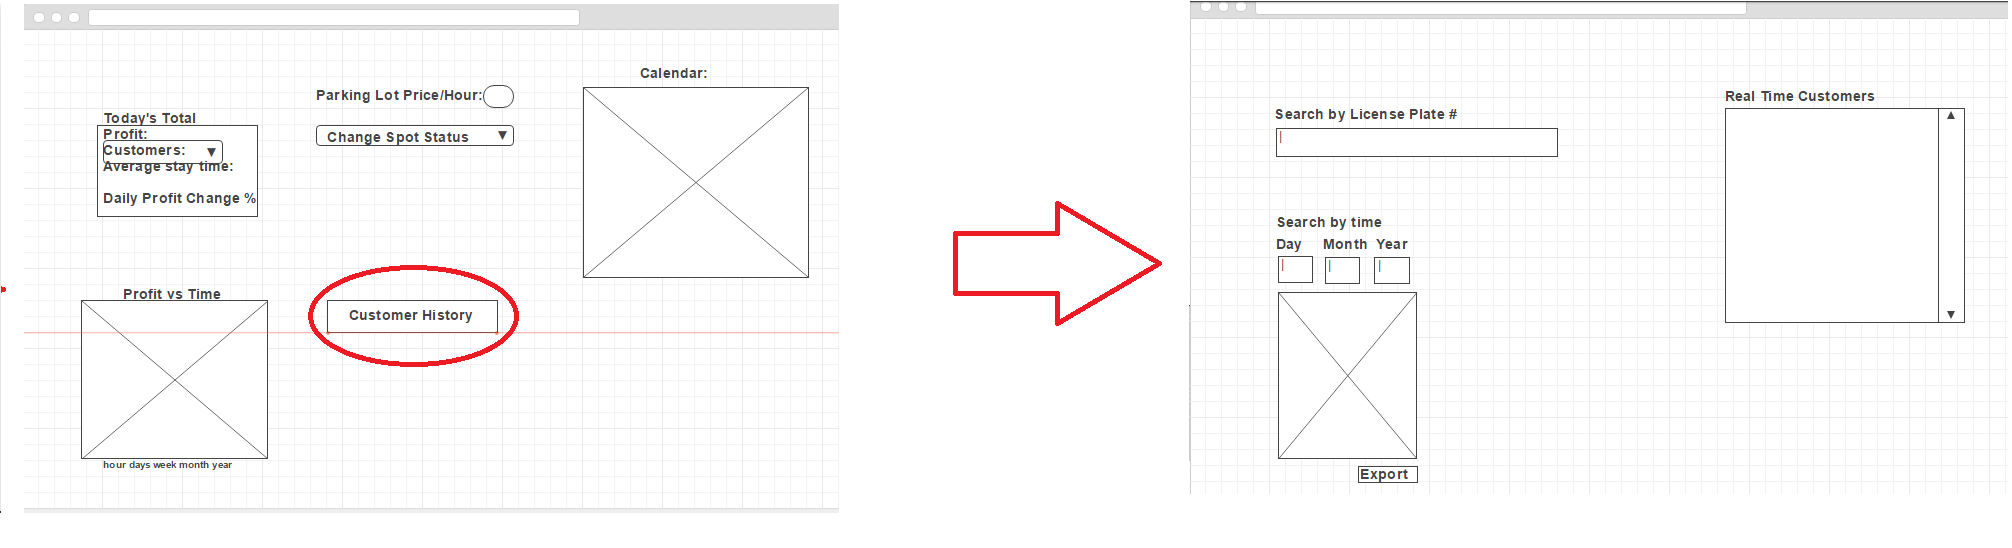 Calendar:
Parking Lot Price/Hour:
Today's Total
Profit:
Customers:
Average stay time:
Daily Profit Change %
Change Spot Status
Profit vs Time
hour days week month year
Customer History
Search by License Plate #
Search by time
Day Month Year
Export
Real Time Customers